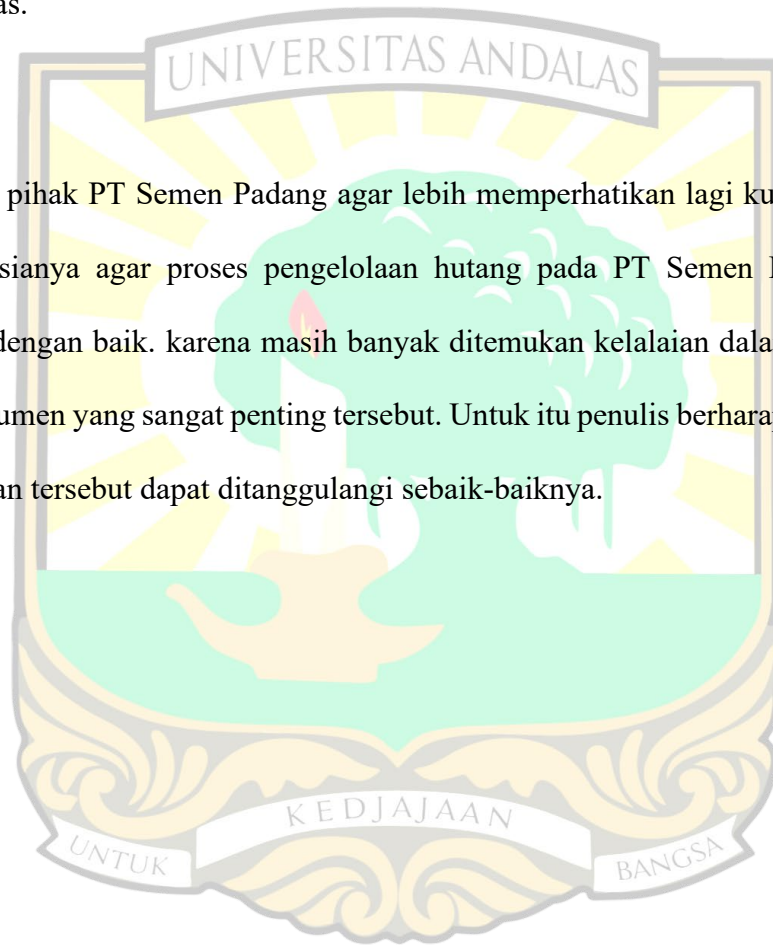 as.
UNIVERSITAS ANDALAS
pihak PT Semen Padang agar lebih memperhatikan lagi ku
sianya agar proses pengelolaan hutang pada PT Semen
dengan baik. karena masih banyak ditemukan kelalaian dala
umen yang sangat penting tersebut. Untuk itu penulis berharap
an tersebut dapat ditanggulangi sebaik-baiknya.
KEDJAJAAN
UNTUK BANGSA